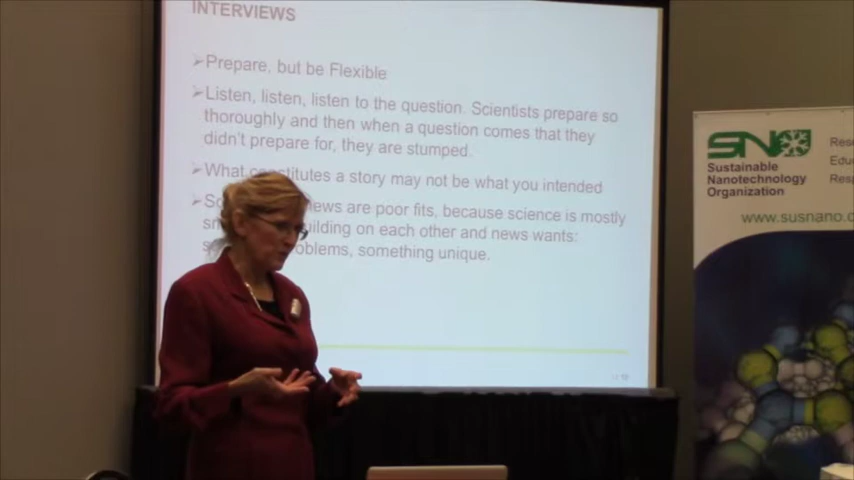 INTERVIEWS
➢Prepare, but be Flexible
➢Listen, listen, listen to the question. Scientists prepare so
thoroughly and then when a question comes that they
didn't prepare for, they are stumped.
➢What constitutes a story may not be what you intended
news are poor fits, because science is mostly
building on each other and news wants:
problems, something unique.
SNO
Sustainable
Nanotechnology
Organization
www.susnano.o